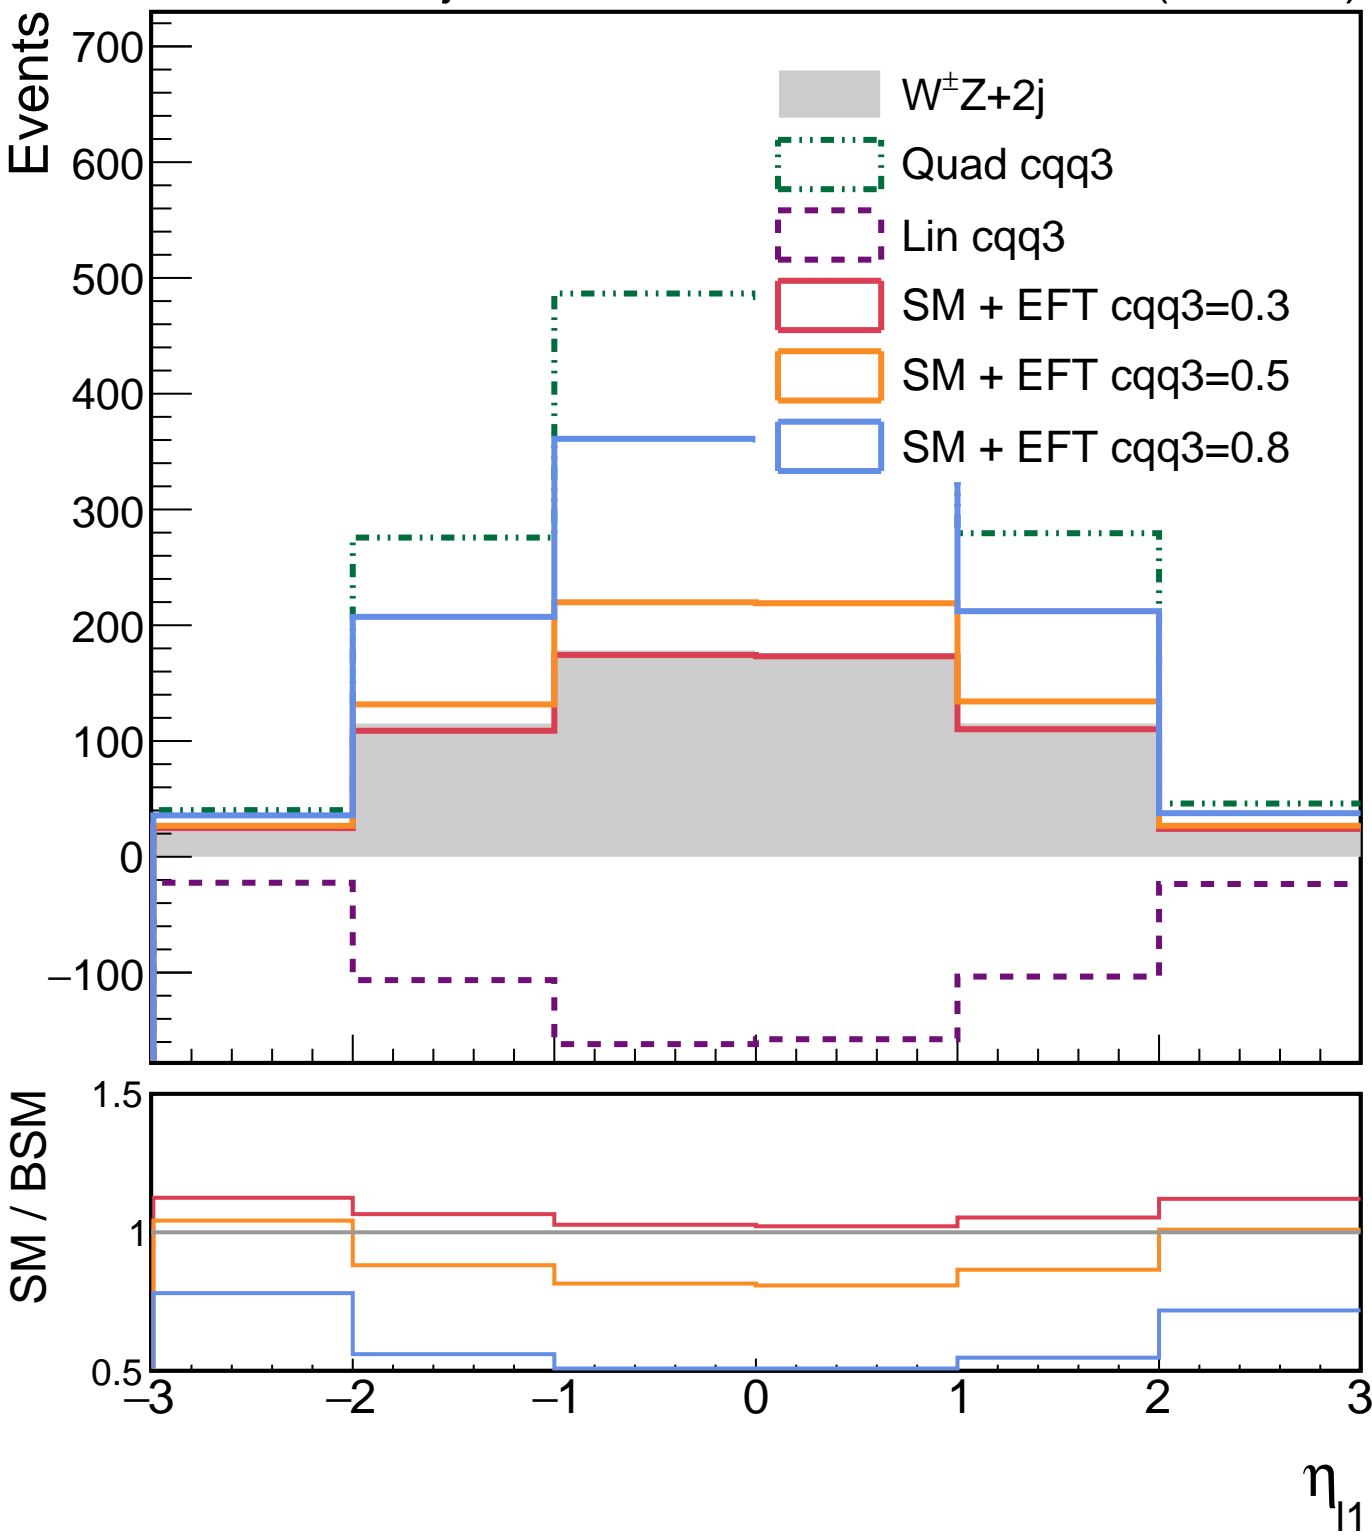 Events
700
600
500
400
300
200
100
0
−100
W±Z+2j
Quad cqq3
Lin cqq3
SM + EFT cqq3=0.3
SM + EFT cqq3=0.5
SM + EFT cqq3=0.8
SM / BSM
1.5
1
0.5
−3 −2 −1 0 1 2 3
ηl1